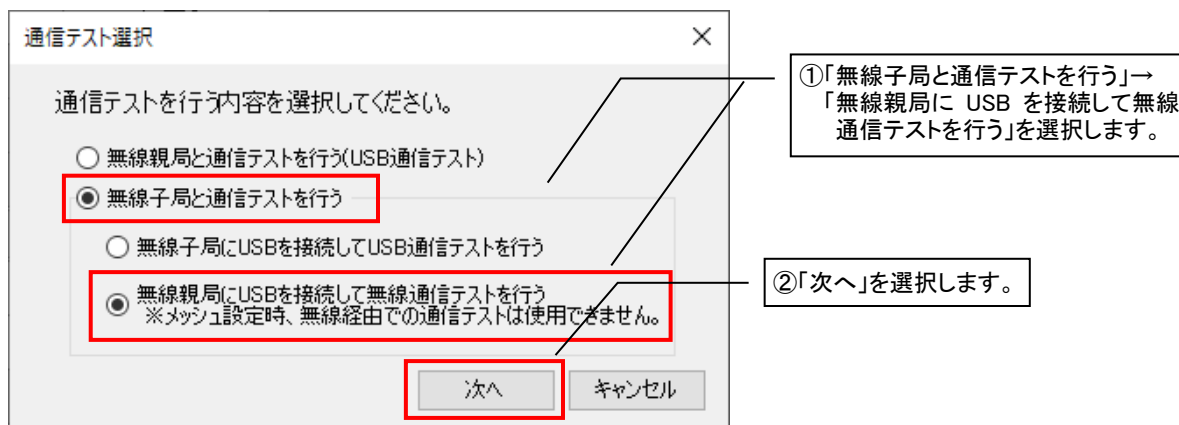 通信テスト選択
通信テストを行う内容を選択してください。
無線親局と通信テストを行う(USB通信テスト)
無線子局と通信テストを行う
無線子局にUSBを接続してUSB通信テストを行う
無線親局にUSBを接続して無線通信テストを行う
※メッシュ設定時、無線経由での通信テストは使用できません。
次へ
キャンセル
①「無線子局と通信テストを行う」→
「無線親局に USB を接続して無線
通信テストを行う」を選択します。
②「次へ」を選択します。